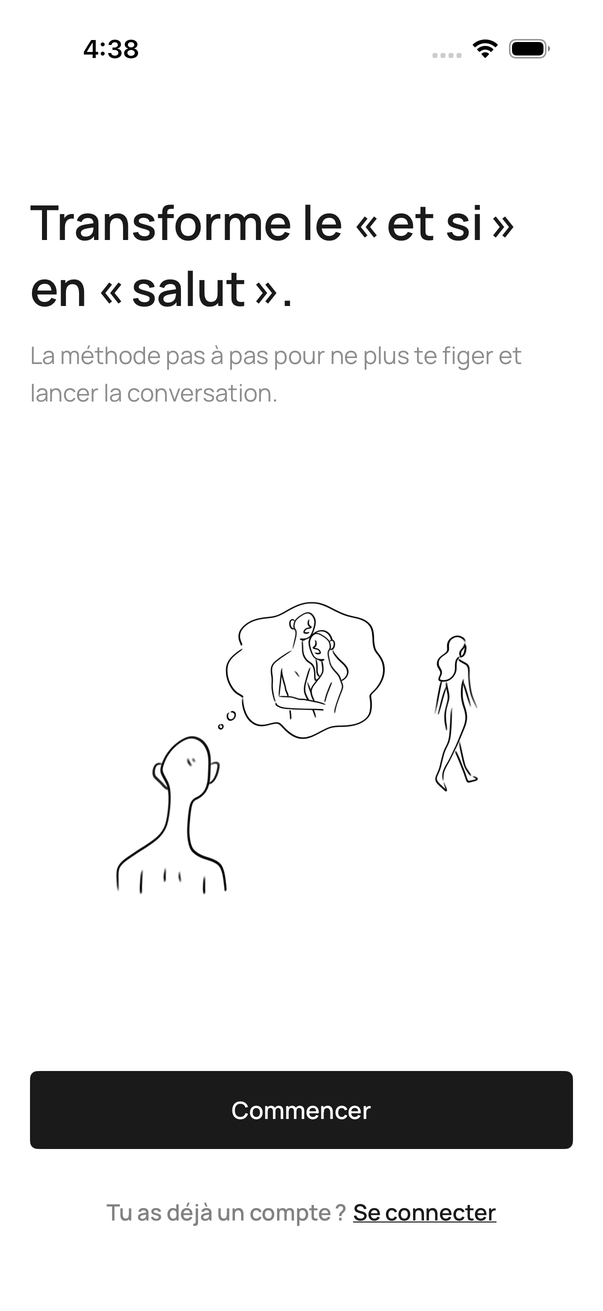 4:38
Transforme le « et si »
en « salut ».
La méthode pas à pas pour ne plus te figer et
lancer la conversation.
Commencer
Tu as déjà un compte ? Se connecter